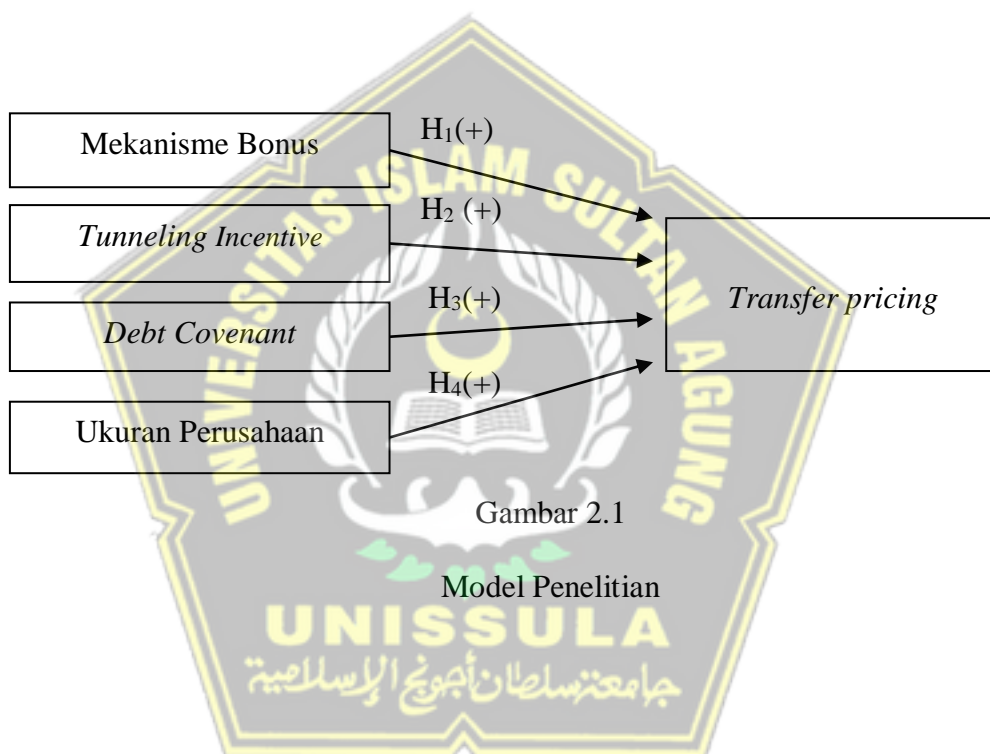 Mekanisme Bonus
Tunneling Incentive
Debt Covenant
Ukuran Perusahaan
H₁(+)
H₂ (+)
H₃(+)
H₄(+)
Transfer pricing
Gambar 2.1
Model Penelitian
UNIVERSITAS ISLAM SULTAN AGUNG
UNISSULA
جامعة سلطان أجونج الإسلامية